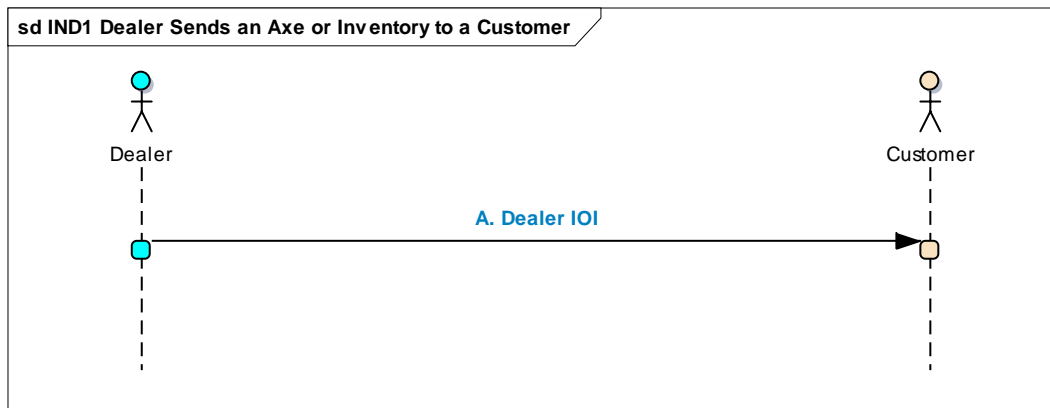 sd IND1 Dealer Sends an Axe or Inventory to a Customer
Dealer
Customer
A. Dealer IOI